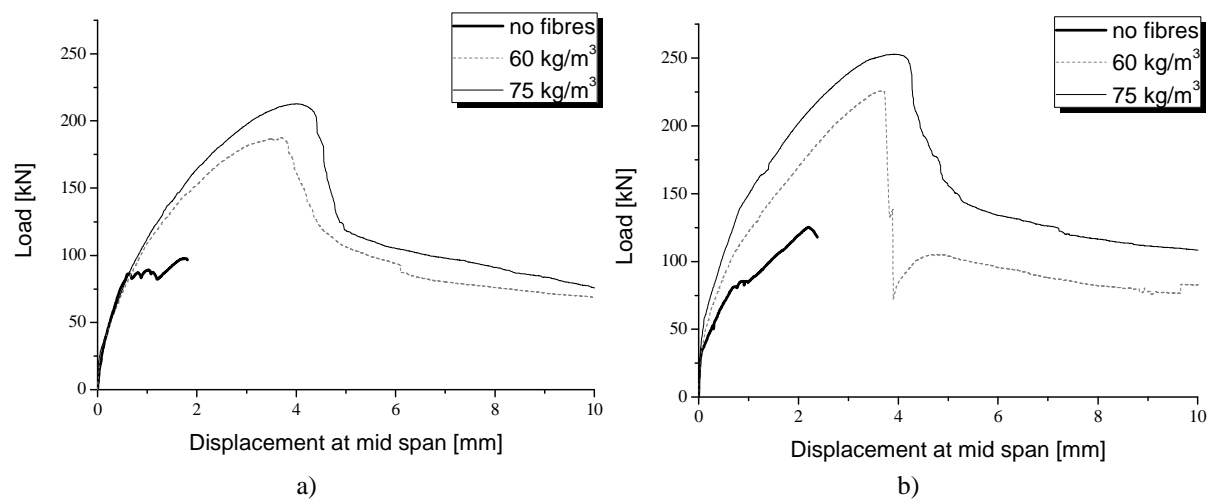 no fibres
60 kg/m³
75 kg/m³
250
200
150
100
50
0
Load [kN]
0 2 4 6 8 10
Displacement at mid span [mm]
a)
no fibres
60 kg/m³
75 kg/m³
250
200
150
100
50
0
Load [kN]
0 2 4 6 8 10
Displacement at mid span [mm]
b)